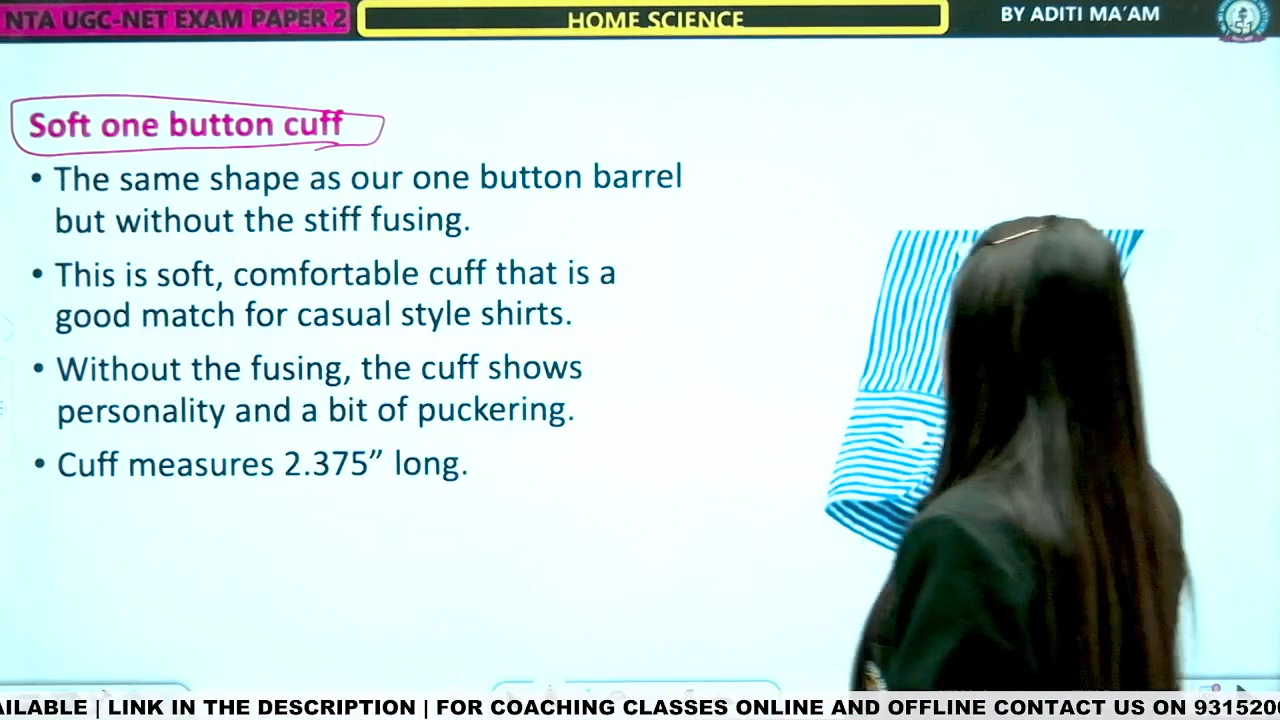 NTA UGC-NET EXAM PAPER 2
HOME SCIENCE
BY ADITI MA'AM
Soft one button cuff
• The same shape as our one button barrel
but without the stiff fusing.
• This is soft, comfortable cuff that is a
good match for casual style shirts.
• Without the fusing, the cuff shows
personality and a bit of puckering.
• Cuff measures 2.375” long.
AILABLE | LINK IN THE DESCRIPTION | FOR COACHING CLASSES ONLINE AND OFFLINE CONTACT US ON 931520